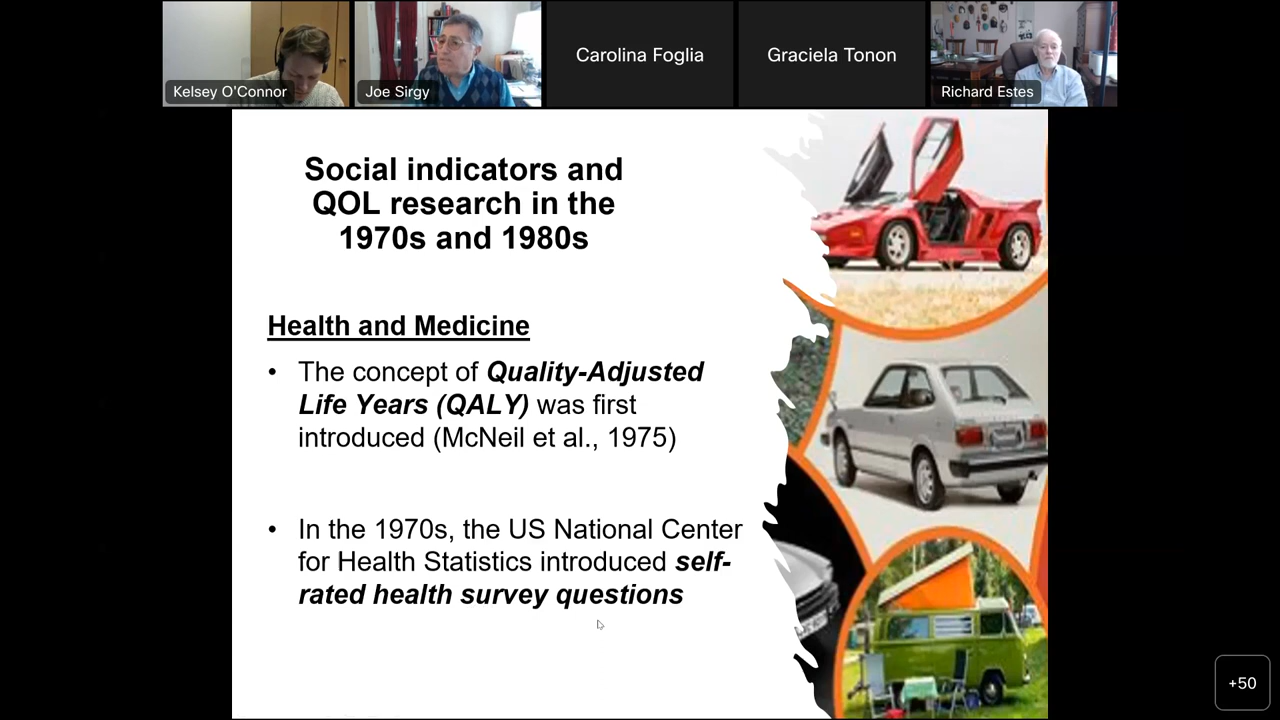 Carolina Foglia
Graciela Tonon
Kelsey O'Connor
Joe Sirgy
Richard Estes
Social indicators and
QOL research in the
1970s and 1980s
Health and Medicine
• The concept of Quality-Adjusted
Life Years (QALY) was first
introduced (McNeil et al., 1975)
• In the 1970s, the US National Center
for Health Statistics introduced self-
rated health survey questions
+50